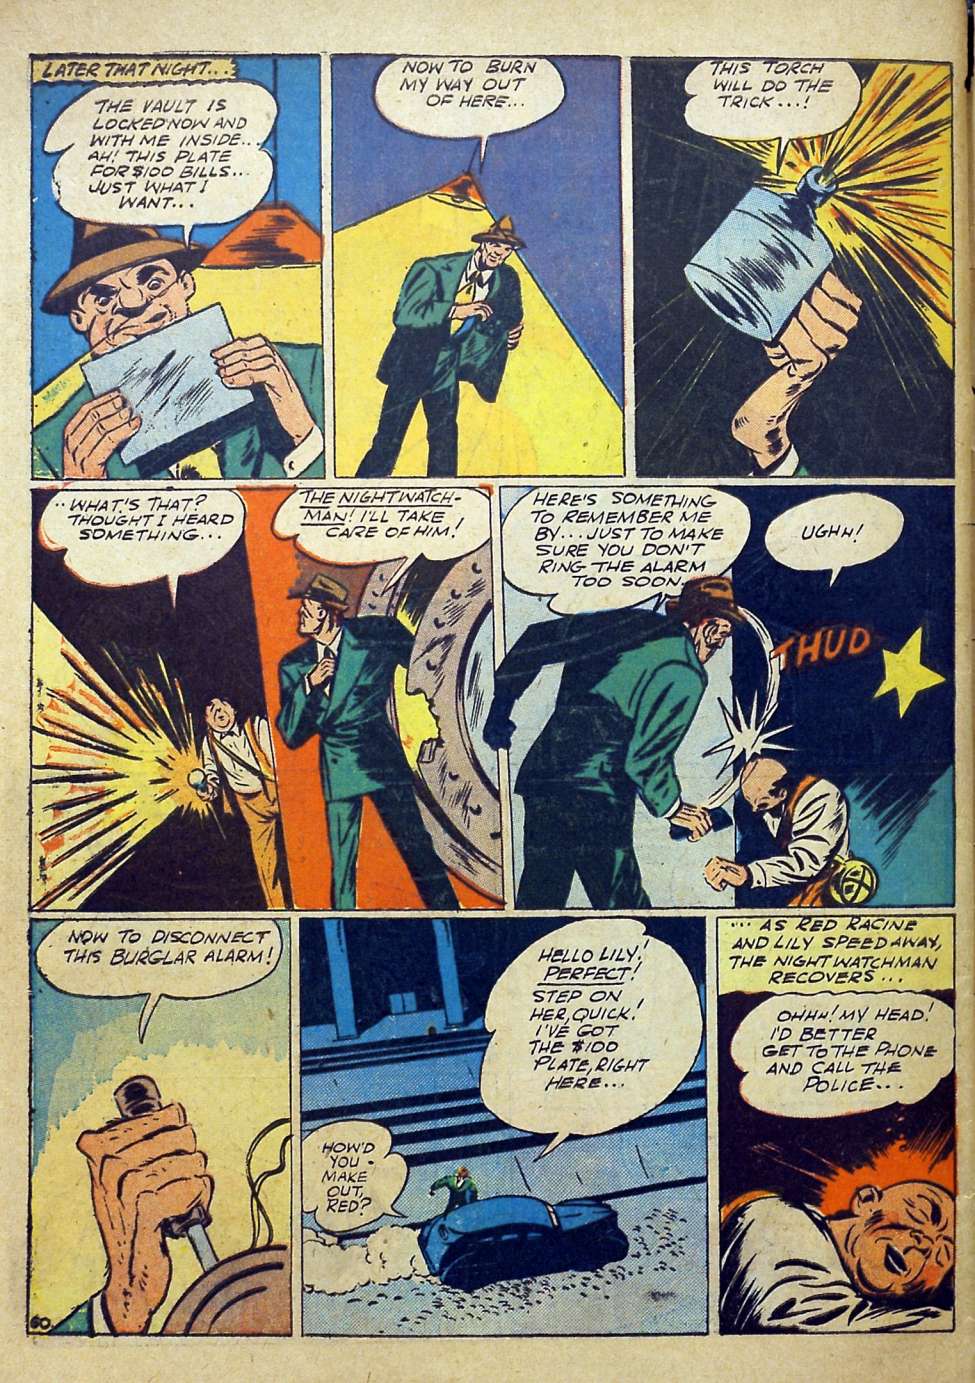 LATER THAT NIGHT...
THE VAULT IS
LOCKED NOW AND
WITH ME INSIDE...
AH! THIS PLATE
FOR $100 BILLS...
JUST WHAT I
WANT...
NOW TO BURN
MY WAY OUT
OF HERE...
THIS TORCH
WILL DO THE
TRICK...!
..WHAT'S THAT?
THOUGHT I HEARD
SOMETHING...
THE NIGHTWATCH-
MAN! I'LL TAKE
CARE OF HIM!
HERE'S SOMETHING
TO REMEMBER ME
BY... JUST TO MAKE
SURE YOU DON'T
RING THE ALARM
TOO SOON.
UGHH!
THUD
NOW TO DISCONNECT
THIS BURGLAR ALARM!
HELLO LILY!
PERFECT!
STEP ON
HER, QUICK!
I'VE GOT
THE $100
PLATE, RIGHT
HERE...
HOW'D
YOU
MAKE
OUT,
RED?
... AS RED RACINE
AND LILY SPEED AWAY,
THE NIGHTWATCHMAN
RECOVERS...
OHHH! MY HEAD!
I'D BETTER
GET TO THE PHONE
AND CALL THE
POLICE...
60